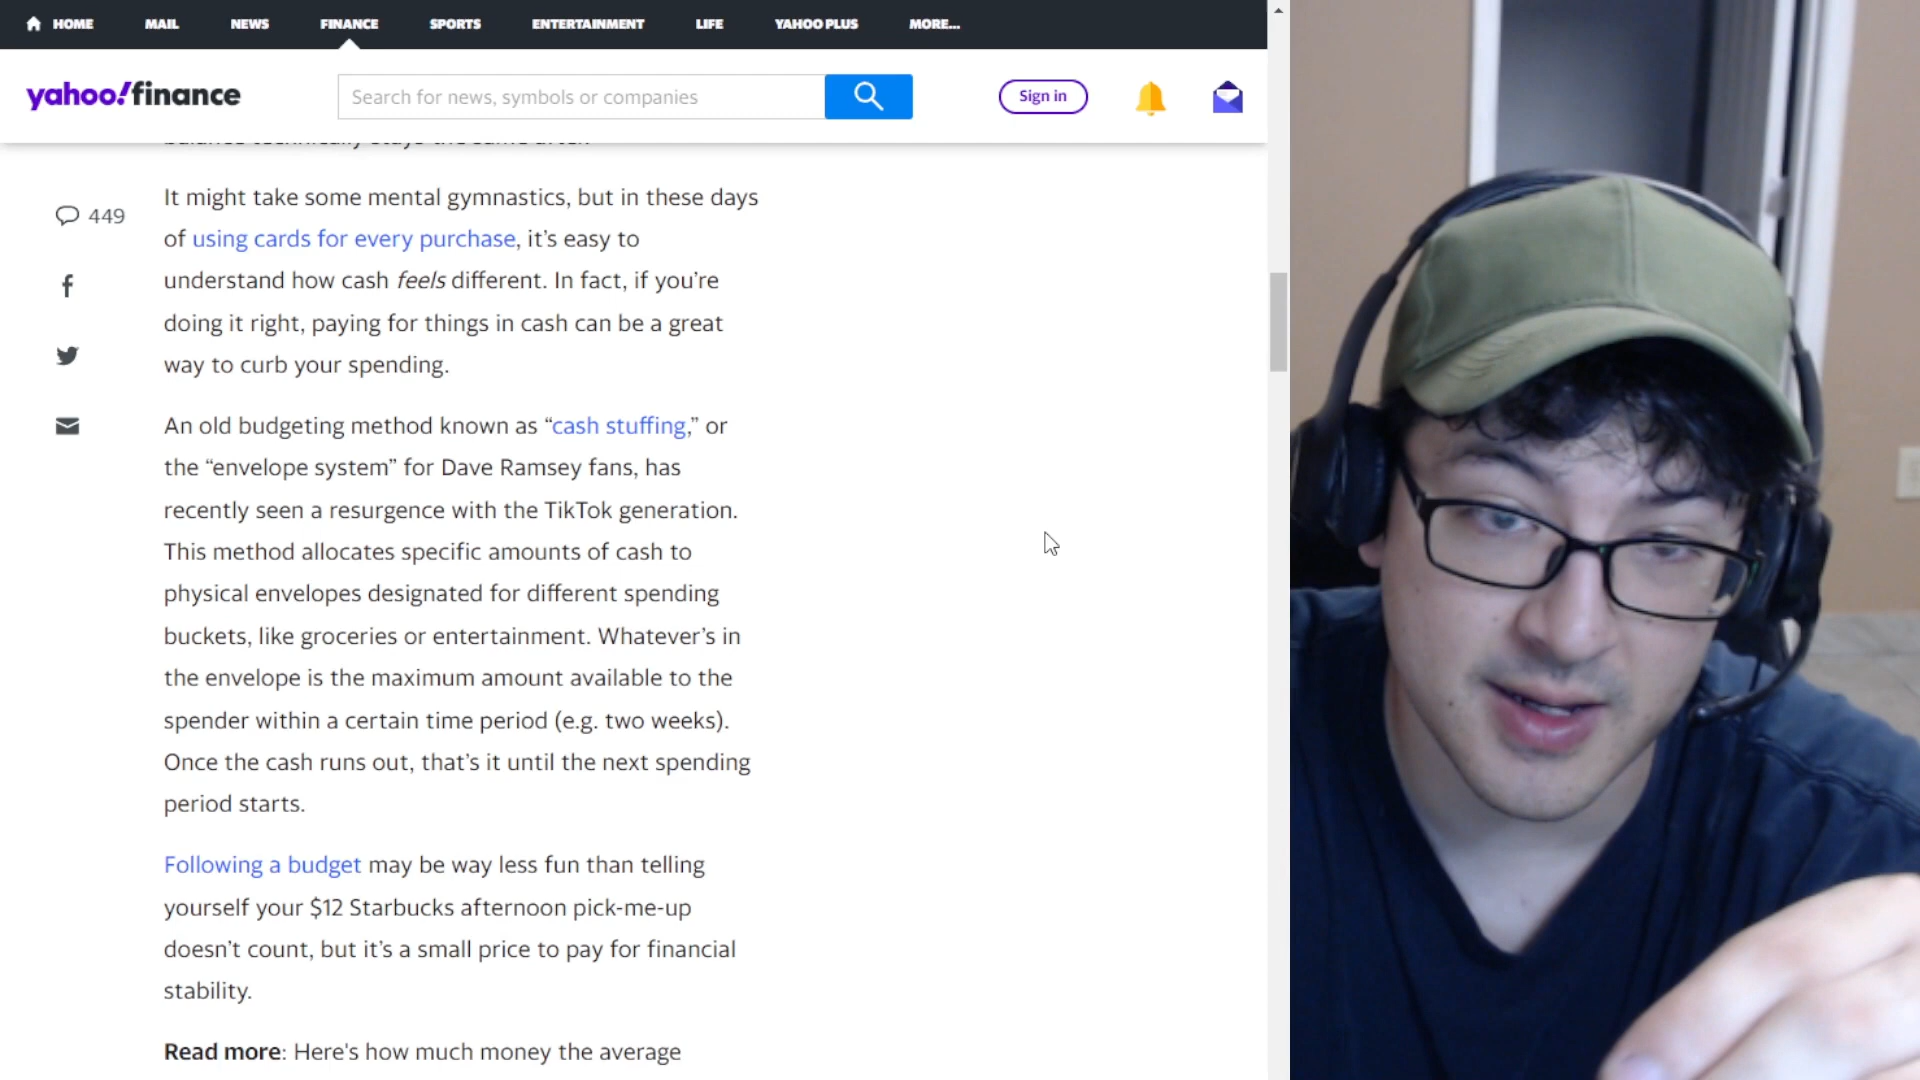 HOME MAIL NEWS FINANCE SPORTS ENTERTAINMENT LIFE YAHOO PLUS MORE...
yahoo!finance
Search for news, symbols or companies
Sign in
It might take some mental gymnastics, but in these days
449
of using cards for every purchase, it’s easy to
understand how cash feels different. In fact, if you’re
doing it right, paying for things in cash can be a great
way to curb your spending.
An old budgeting method known as “cash stuffing,” or
the “envelope system” for Dave Ramsey fans, has
recently seen a resurgence with the TikTok generation.
This method allocates specific amounts of cash to
physical envelopes designated for different spending
buckets, like groceries or entertainment. Whatever’s in
the envelope is the maximum amount available to the
spender within a certain time period (e.g. two weeks).
Once the cash runs out, that’s it until the next spending
period starts.
Following a budget may be way less fun than telling
yourself your $12 Starbucks afternoon pick-me-up
doesn’t count, but it’s a small price to pay for financial
stability.
Read more: Here's how much money the average